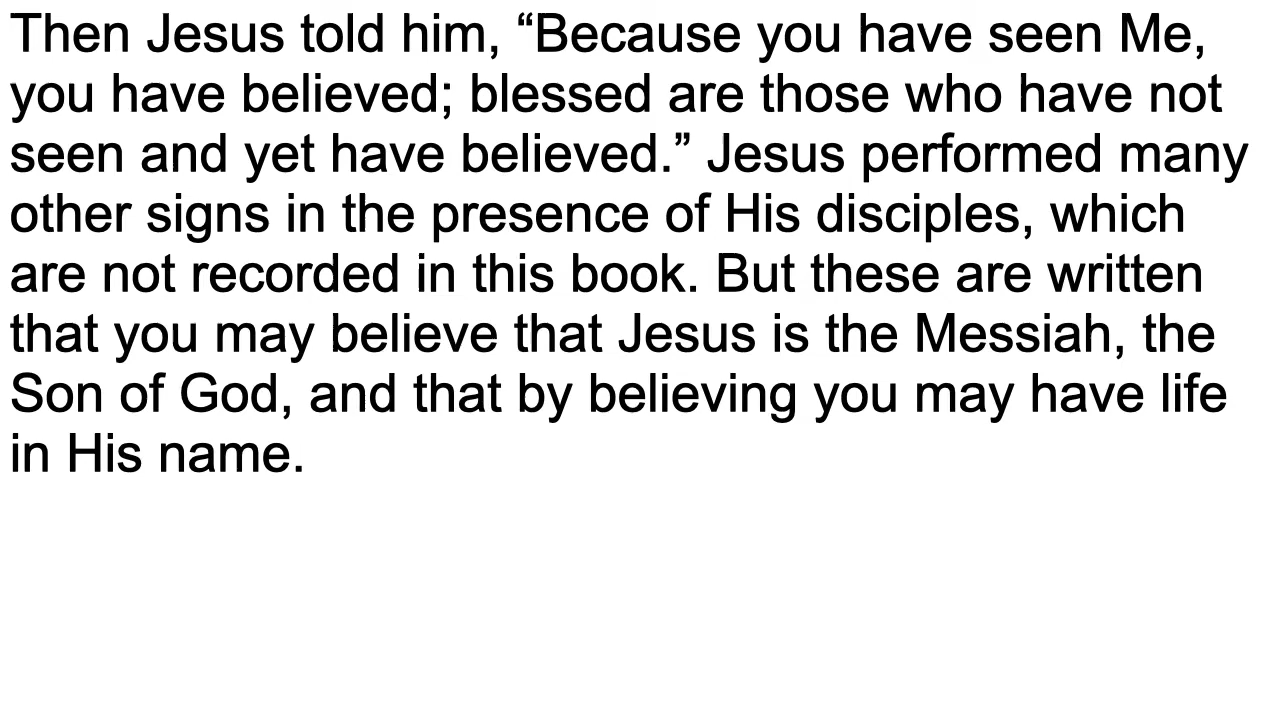 Then Jesus told him, “Because you have seen Me,
you have believed; blessed are those who have not
seen and yet have believed.” Jesus performed many
other signs in the presence of His disciples, which
are not recorded in this book. But these are written
that you may believe that Jesus is the Messiah, the
Son of God, and that by believing you may have life
in His name.